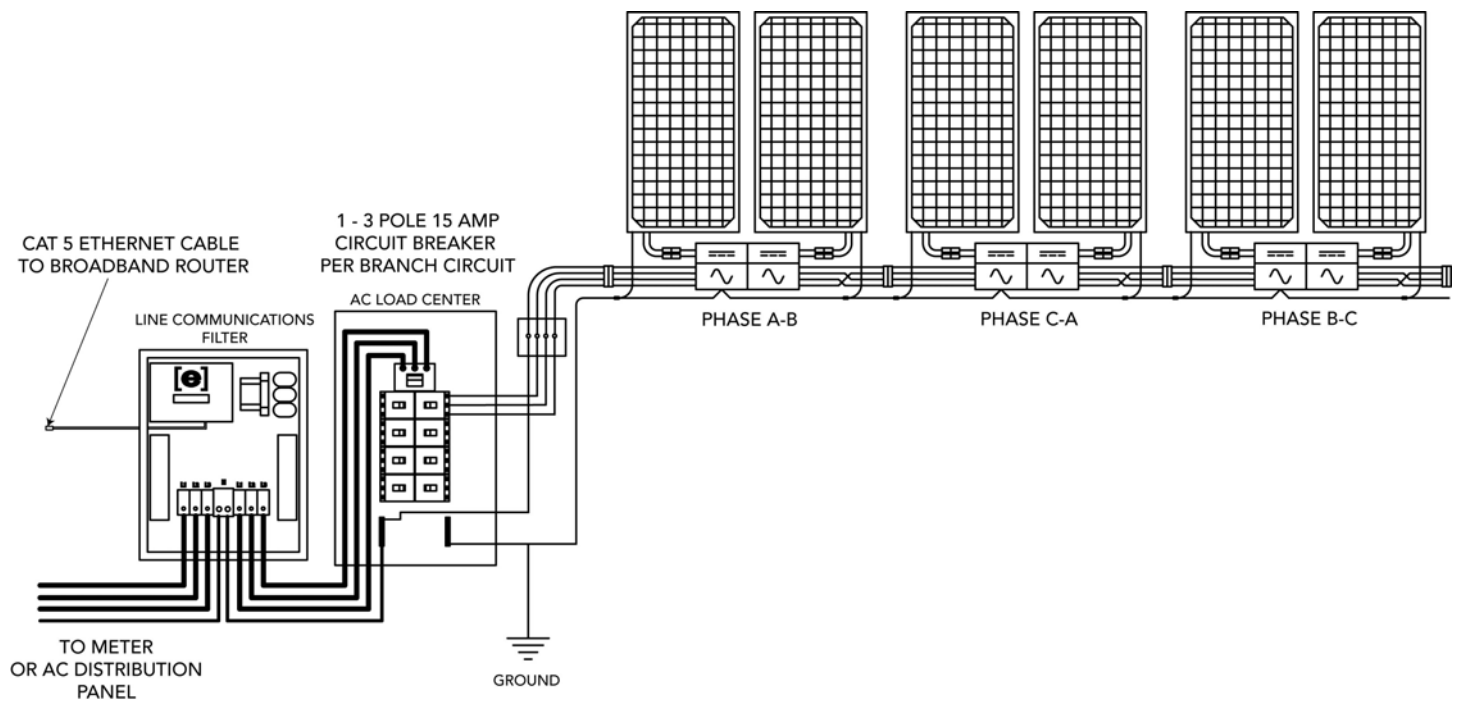 1 - 3 POLE 15 AMP
CIRCUIT BREAKER
PER BRANCH CIRCUIT
CAT 5 ETHERNET CABLE
TO BROADBAND ROUTER
AC LOAD CENTER
LINE COMMUNICATIONS
FILTER
PHASE A-B
PHASE C-A
PHASE B-C
TO METER
OR AC DISTRIBUTION
PANEL
GROUND